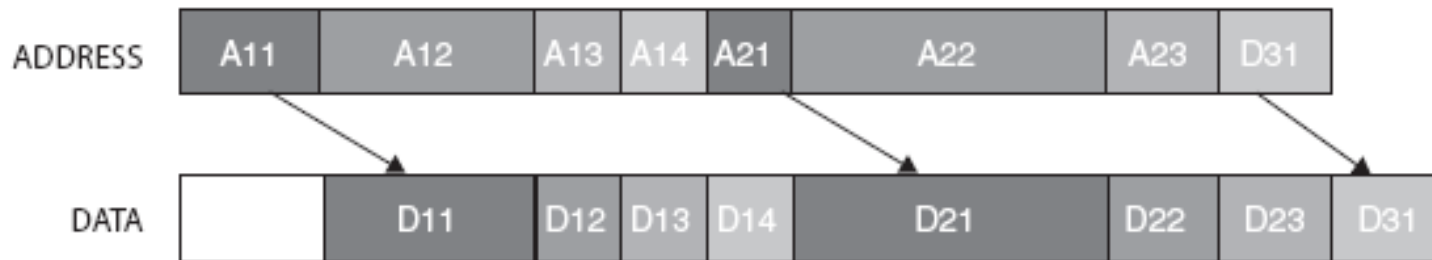 ADDRESS A11 A12 A13 A14 A21 A22 A23 D31
DATA D11 D12 D13 D14 D21 D22 D23 D31